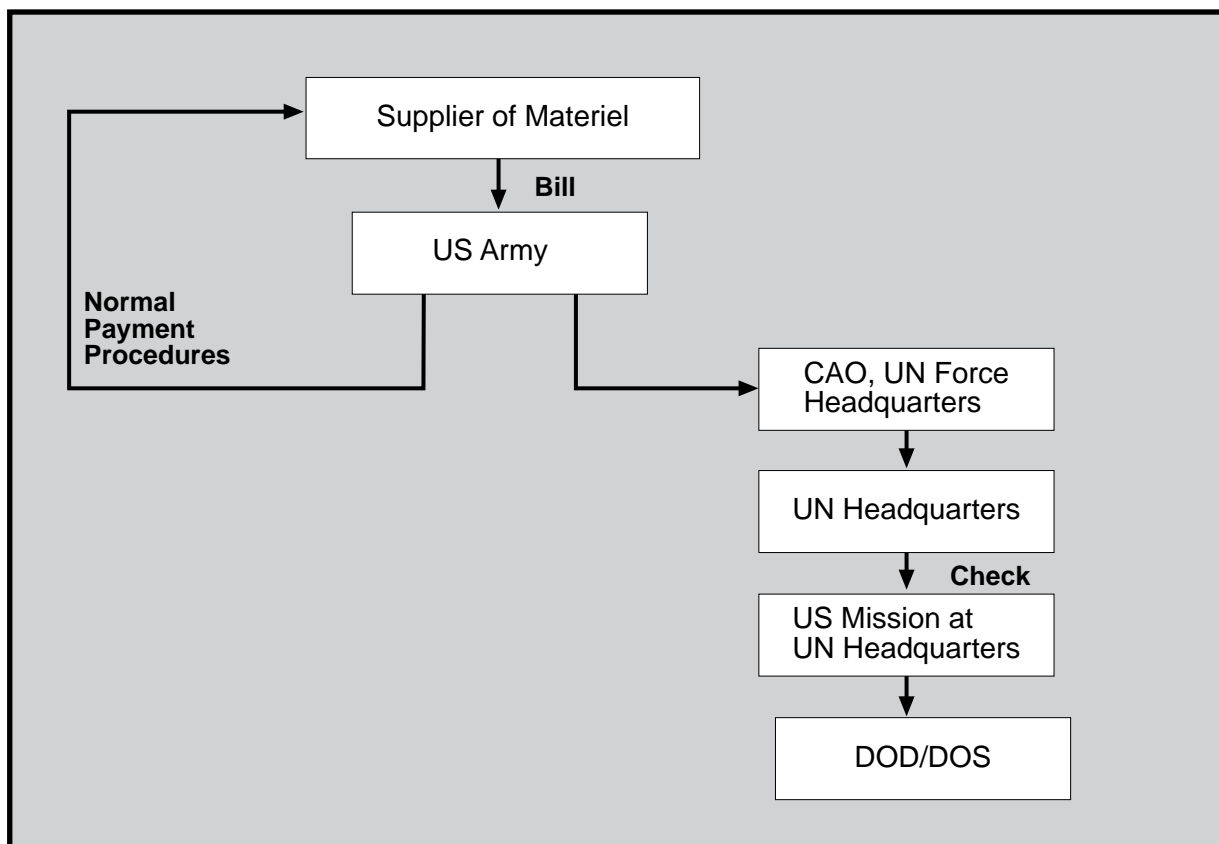 Supplier of Materiel
Bill
US Army
Normal
Payment
Procedures
CAO, UN Force
Headquarters
UN Headquarters
Check
US Mission at
UN Headquarters
DOD/DOS